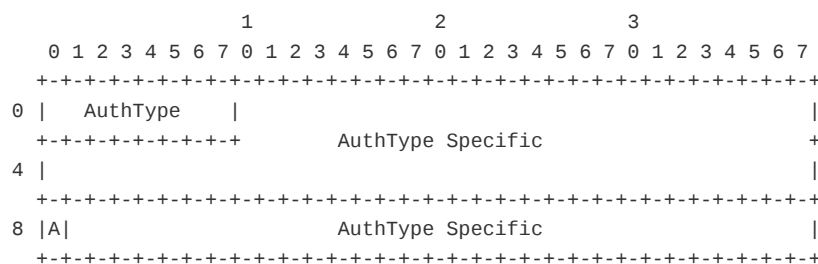 1               2               3
     0 1 2 3 4 5 6 7 0 1 2 3 4 5 6 7 0 1 2 3 4 5 6 7 0 1 2 3 4 5 6 7
    +-+-+-+-+-+-+-+-+-+-+-+-+-+-+-+-+-+-+-+-+-+-+-+-+-+-+-+-+-+-+-+-+
  0 |   AuthType    |                                               |
    +-+-+-+-+-+-+-+-+        AuthType Specific                      +
  4 |                                                               |
    +-+-+-+-+-+-+-+-+-+-+-+-+-+-+-+-+-+-+-+-+-+-+-+-+-+-+-+-+-+-+-+-+
  8 |A|                      AuthType Specific                      |
    +-+-+-+-+-+-+-+-+-+-+-+-+-+-+-+-+-+-+-+-+-+-+-+-+-+-+-+-+-+-+-+-+